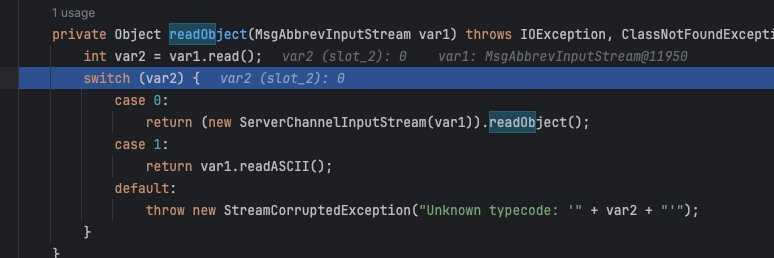 1 usage
private Object readObject(MsgAbbrevInputStream var1) throws IOException, ClassNotFoundExcepti
int var2 = var1.read();   var2 (slot_2): 0    var1: MsgAbbrevInputStream@11950
switch (var2) {   var2 (slot_2): 0
case 0:
return (new ServerChannelInputStream(var1)).readObject();
case 1:
return var1.readASCII();
default:
throw new StreamCorruptedException("Unknown typecode: '" + var2 + "'");
}
}